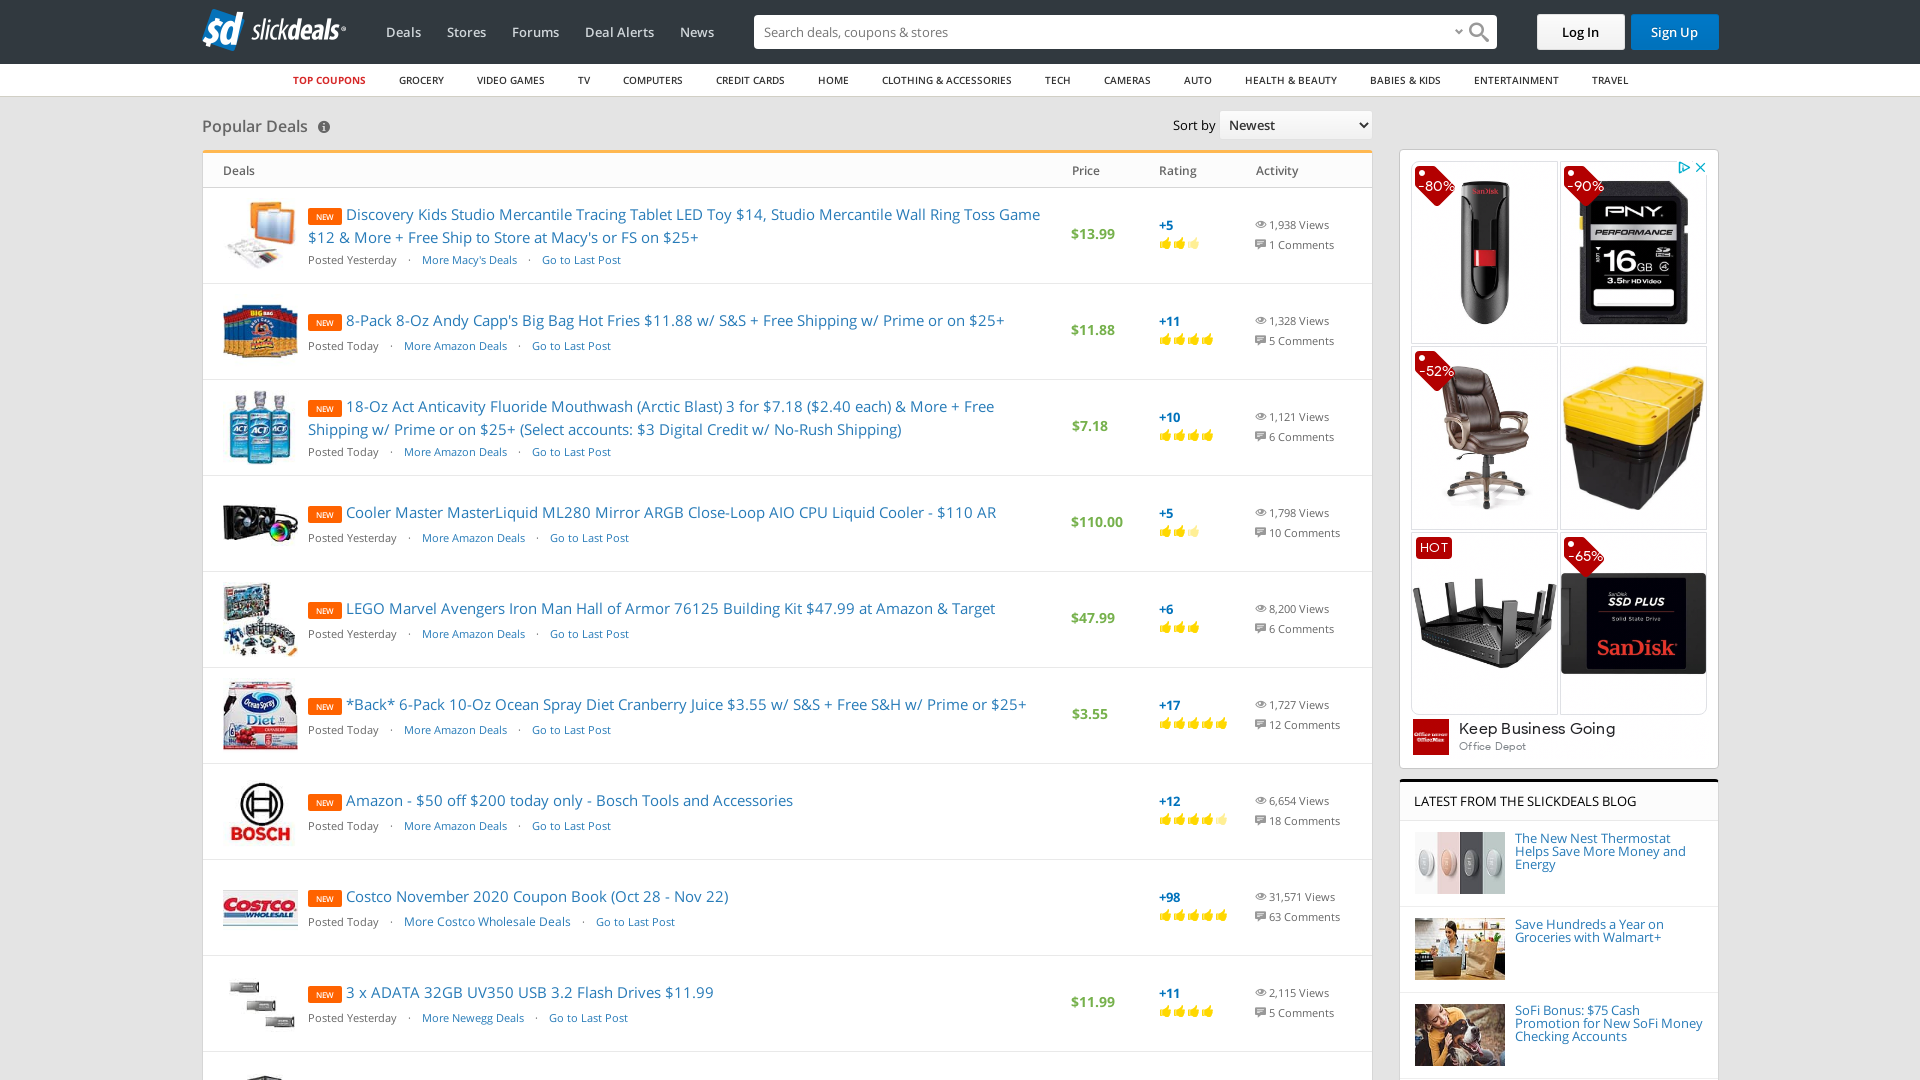 slickdeals
Deals
Stores
Forums
Deal Alerts
News
Search deals, coupons & stores
Log In
Sign Up
TOP COUPONS
GROCERY
VIDEO GAMES
TV
COMPUTERS
CREDIT CARDS
HOME
CLOTHING & ACCESSORIES
TECH
CAMERAS
AUTO
HEALTH & BEAUTY
BABIES & KIDS
ENTERTAINMENT
TRAVEL
Popular Deals
Sort by Newest
Deals Price Rating Activity
NEW Discovery Kids Studio Mercantile Tracing Tablet LED Toy $14, Studio Mercantile Wall Ring Toss Game
$12 & More + Free Ship to Store at Macy's or FS on $25+
Posted Yesterday · More Macy's Deals · Go to Last Post
$13.99
+5
1,938 Views
1 Comments
NEW 8-Pack 8-Oz Andy Capp's Big Bag Hot Fries $11.88 w/ S&S + Free Shipping w/ Prime or on $25+
Posted Today · More Amazon Deals · Go to Last Post
$11.88
+11
1,328 Views
5 Comments
NEW 18-Oz Act Anticavity Fluoride Mouthwash (Arctic Blast) 3 for $7.18 ($2.40 each) & More + Free
Shipping w/ Prime or on $25+ (Select accounts: $3 Digital Credit w/ No-Rush Shipping)
Posted Today · More Amazon Deals · Go to Last Post
$7.18
+10
1,121 Views
6 Comments
NEW Cooler Master MasterLiquid ML280 Mirror ARGB Close-Loop AIO CPU Liquid Cooler - $110 AR
Posted Yesterday · More Amazon Deals · Go to Last Post
$110.00
+5
1,798 Views
10 Comments
NEW LEGO Marvel Avengers Iron Man Hall of Armor 76125 Building Kit $47.99 at Amazon & Target
Posted Yesterday · More Amazon Deals · Go to Last Post
$47.99
+6
8,200 Views
6 Comments
NEW *Back* 6-Pack 10-Oz Ocean Spray Diet Cranberry Juice $3.55 w/ S&S + Free S&H w/ Prime or $25+
Posted Today · More Amazon Deals · Go to Last Post
$3.55
+17
1,727 Views
12 Comments
NEW Amazon - $50 off $200 today only - Bosch Tools and Accessories
Posted Today · More Amazon Deals · Go to Last Post
BOSCH
+12
6,654 Views
18 Comments
NEW Costco November 2020 Coupon Book (Oct 28 - Nov 22)
Posted Today · More Costco Wholesale Deals · Go to Last Post
COSTCO
WHOLESALE
+98
31,571 Views
63 Comments
NEW 3 x ADATA 32GB UV350 USB 3.2 Flash Drives $11.99
Posted Yesterday · More Newegg Deals · Go to Last Post
$11.99
+11
2,115 Views
5 Comments
-80%
SanDisk
-90%
PNY
PERFORMANCE
16GB
3.5hr HD Video
-52%
HOT
-65%
SanDisk
SSD PLUS
Solid State Drive
SanDisk
Office Depot
OfficeMax
Keep Business Going
Office Depot
LATEST FROM THE SLICKDEALS BLOG
The New Nest Thermostat
Helps Save More Money and
Energy
Save Hundreds a Year on
Groceries with Walmart+
SoFi Bonus: $75 Cash
Promotion for New SoFi Money
Checking Accounts